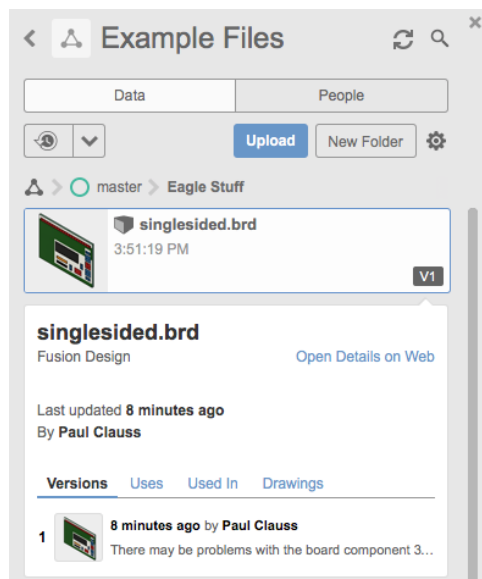 Example Files
Data
People
Upload
New Folder
master
Eagle Stuff
singlesided.brd
3:51:19 PM
V1
singlesided.brd
Fusion Design
Open Details on Web
Last updated 8 minutes ago
By Paul Clauss
Versions
Uses
Used In
Drawings
1
8 minutes ago by Paul Clauss
There may be problems with the board component 3...